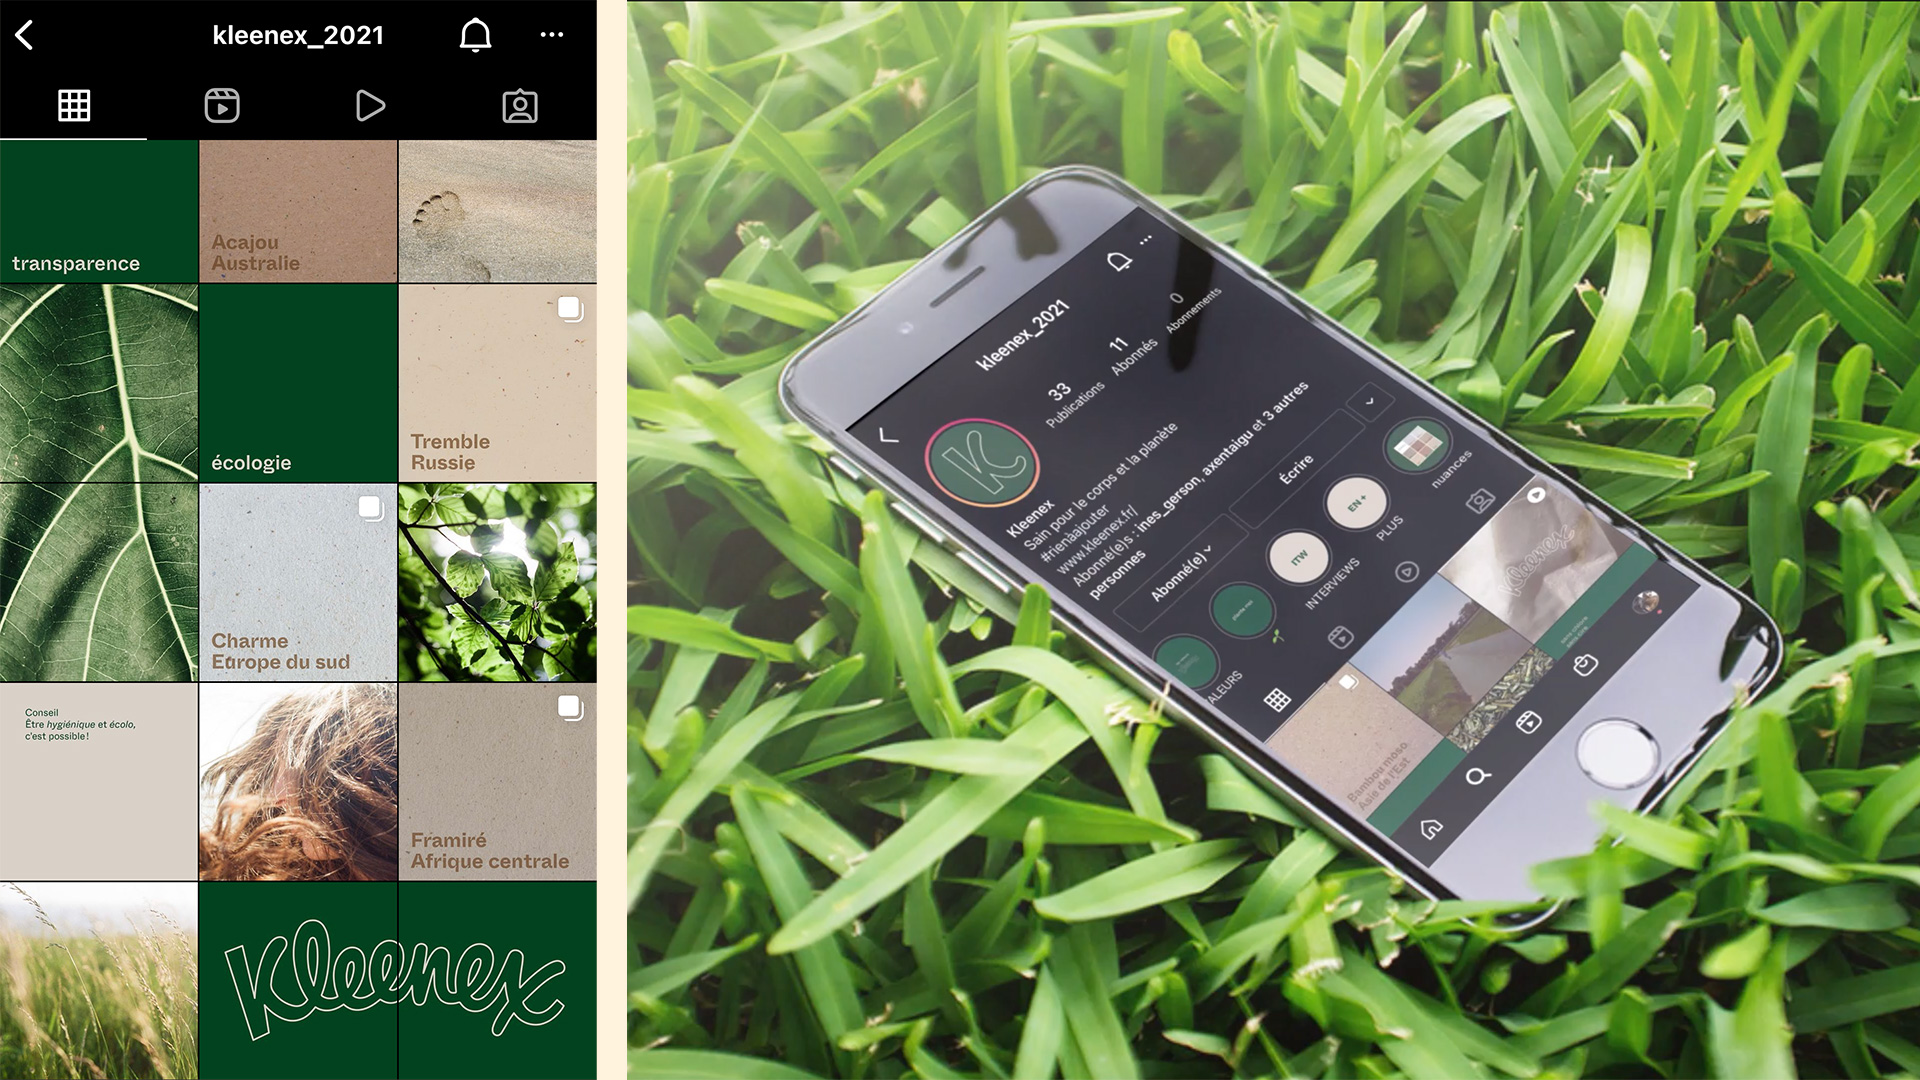 kleenex_2021
transparence
Acajou
Australie
écologie
Tremble
Russie
Charme
Europe du sud
Conseil
Être hygiénique et écolo,
c'est possible !
Framiré
Afrique centrale
Kleenex
kleenex_2021
33
Publications
11
Abonnés
0
Abonnements
K
Kleenex
Sain pour le corps et la planète
#rienàajouter
www.kleenex.fr/
Abonné(e)s : ines_gerson, axentaigu et 3 autres
personnes
Abonné(e)
Écrire
ALEURS
ITW
INTERVIEWS
EN +
PLUS
nuances
Kleenex
Bambou moso
Asie de l'Est